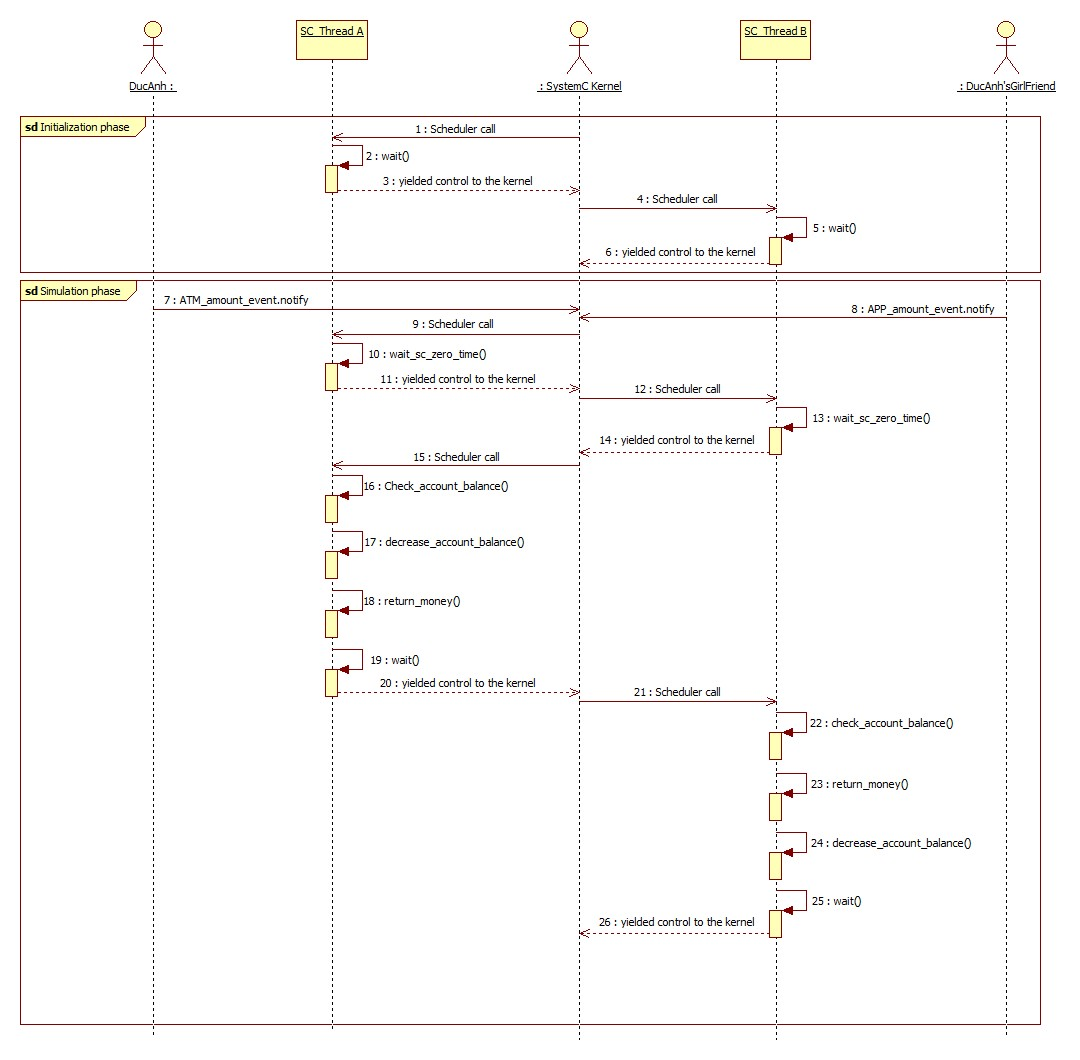 SC_Thread A
SC_Thread B
DucAnh :
: SystemC Kernel
: DucAnh'sGirlFriend
sd Initialization phase
1 : Scheduler call
2 : wait()
3 : yielded control to the kernel
4 : Scheduler call
5 : wait()
6 : yielded control to the kernel
sd Simulation phase
7 : ATM_amount_event.notify
8 : APP_amount_event.notify
9 : Scheduler call
10 : wait_sc_zero_time()
11 : yielded control to the kernel
12 : Scheduler call
13 : wait_sc_zero_time()
14 : yielded control to the kernel
15 : Scheduler call
16 : Check_account_balance()
17 : decrease_account_balance()
18 : return_money()
19 : wait()
20 : yielded control to the kernel
21 : Scheduler call
22 : check_account_balance()
23 : return_money()
24 : decrease_account_balance()
25 : wait()
26 : yielded control to the kernel